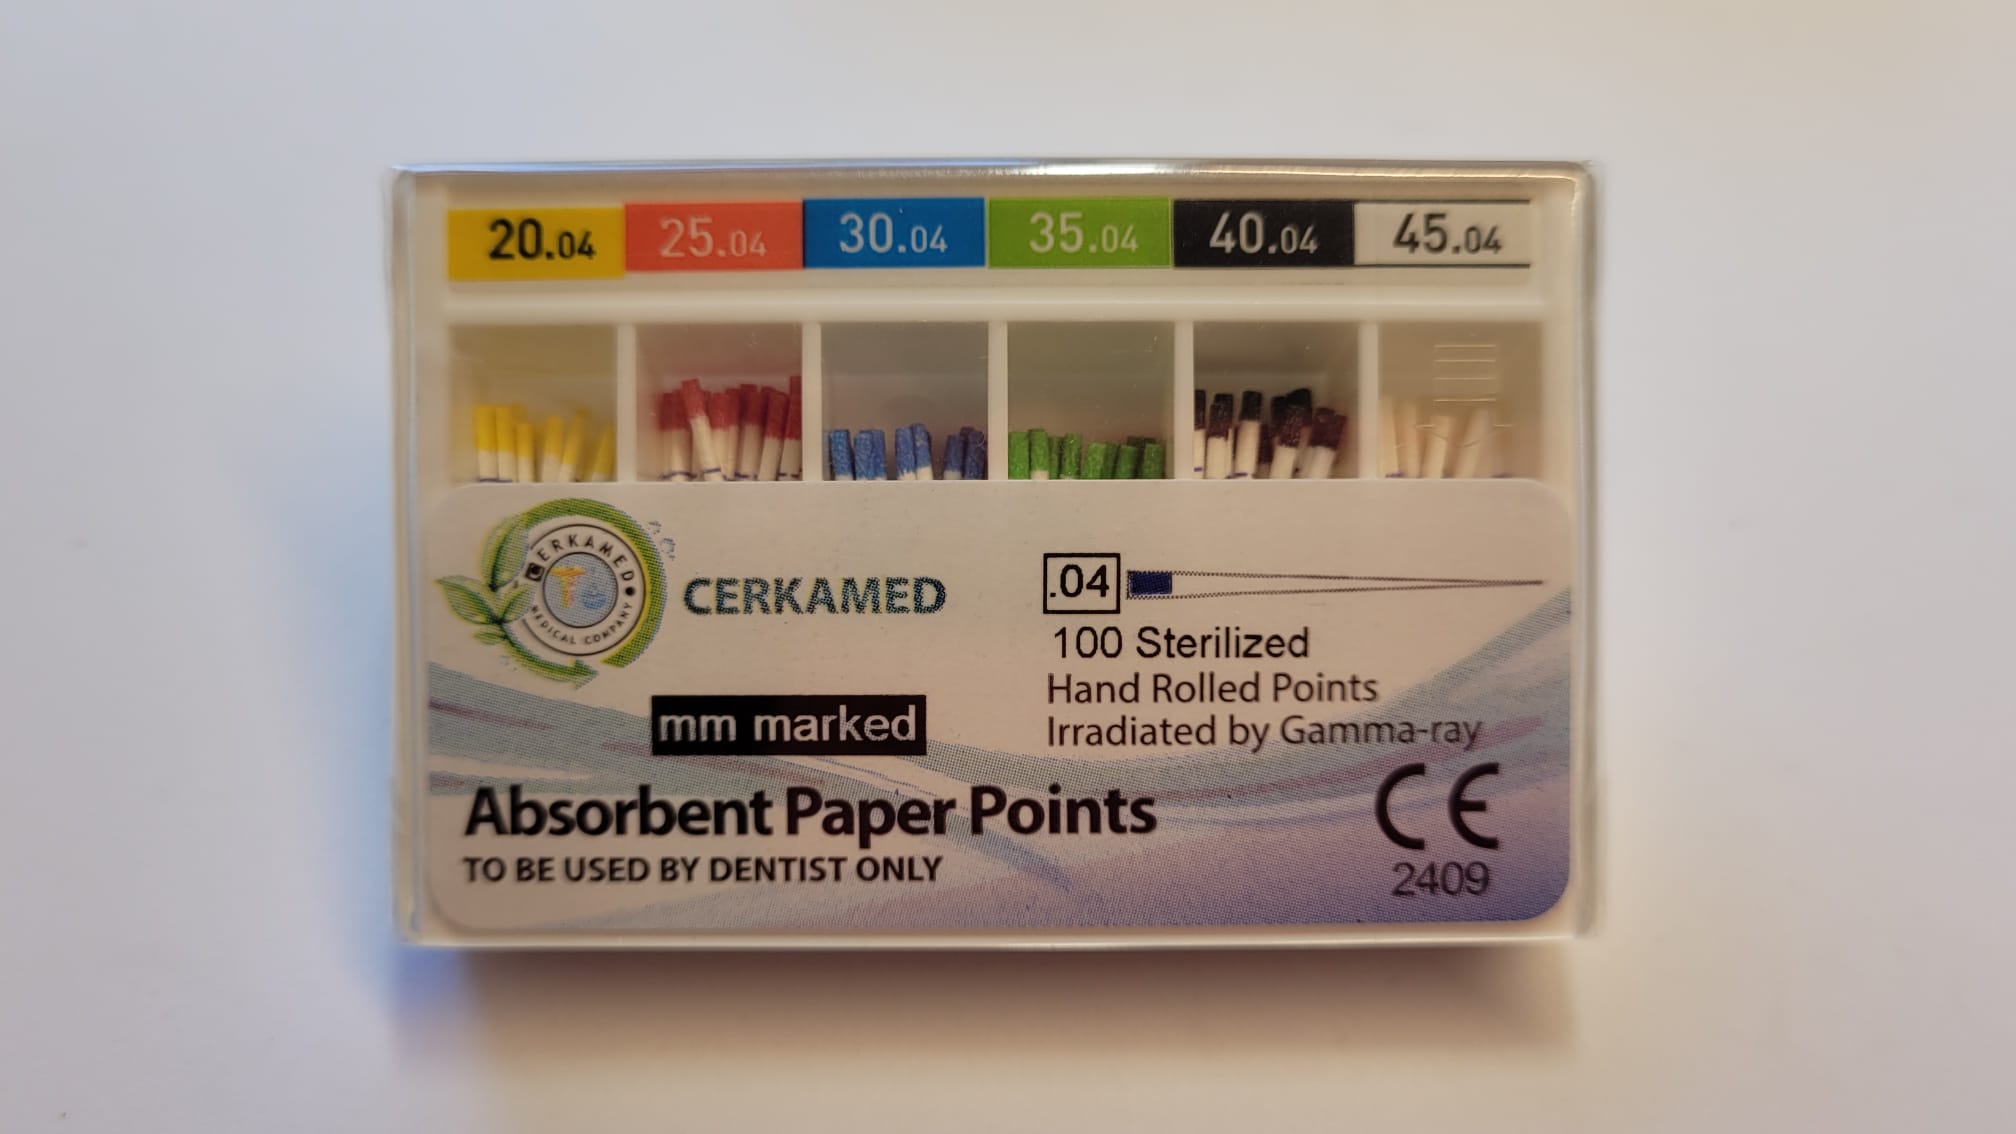 20.04 25.04 30.04 35.04 40.04 45.04
CERKAMED
MEDICAL COMPANY
CERKAMED
mm marked
.04
100 Sterilized
Hand Rolled Points
Irradiated by Gamma-ray
Absorbent Paper Points
TO BE USED BY DENTIST ONLY
CE
2409